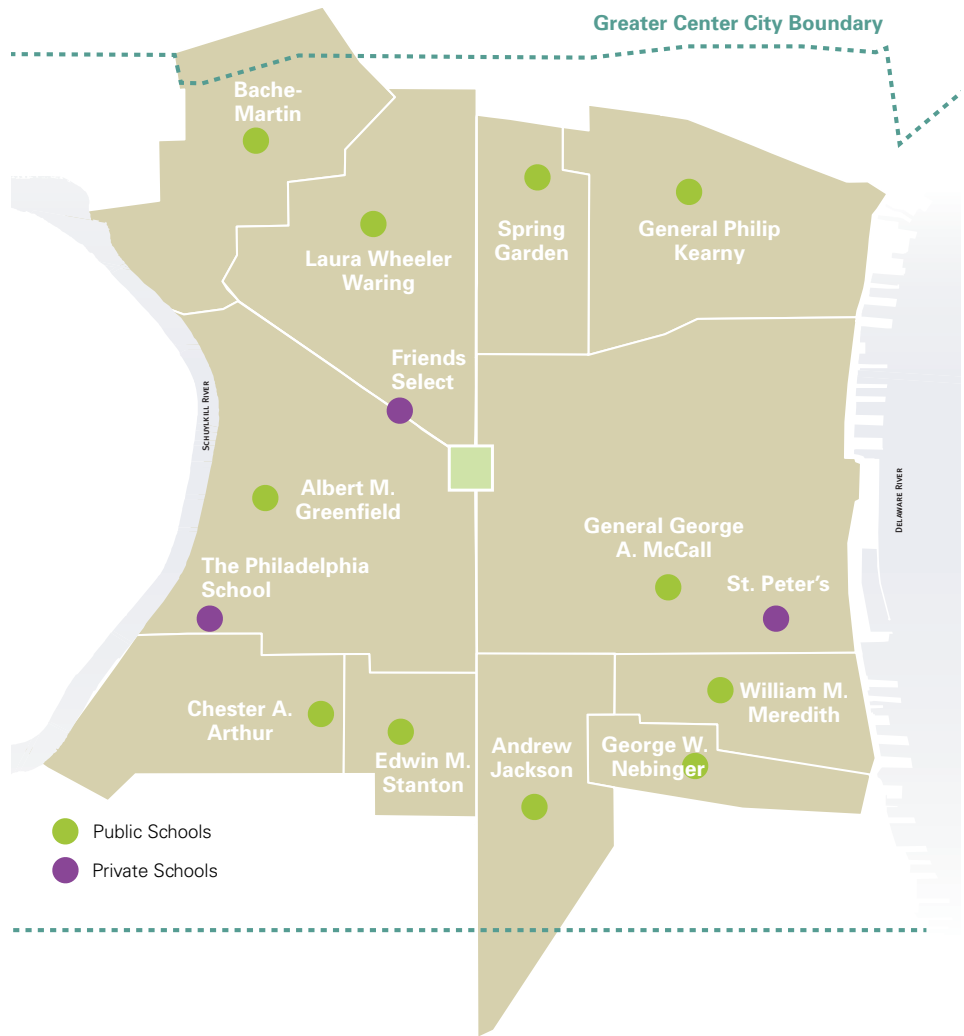 Greater Center City Boundary
Bache-
Martin
Laura Wheeler
Waring
Spring
Garden
General Philip
Kearny
Friends
Select
SCHUYLKILL RIVER
Albert M.
Greenfield
General George
A. McCall
DELAWARE RIVER
The Philadelphia
School
St. Peter's
Chester A.
Arthur
Edwin M.
Stanton
Andrew
Jackson
William M.
Meredith
George W.
Nebinger
Public Schools
Private Schools